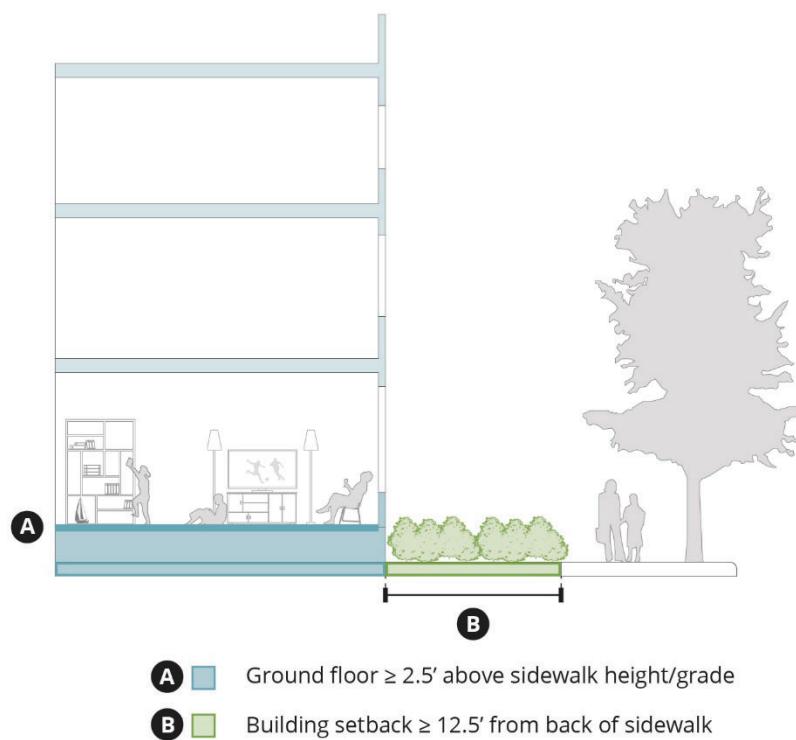 A
B
A Ground floor ≥ 2.5’ above sidewalk height/grade
B Building setback ≥ 12.5’ from back of sidewalk